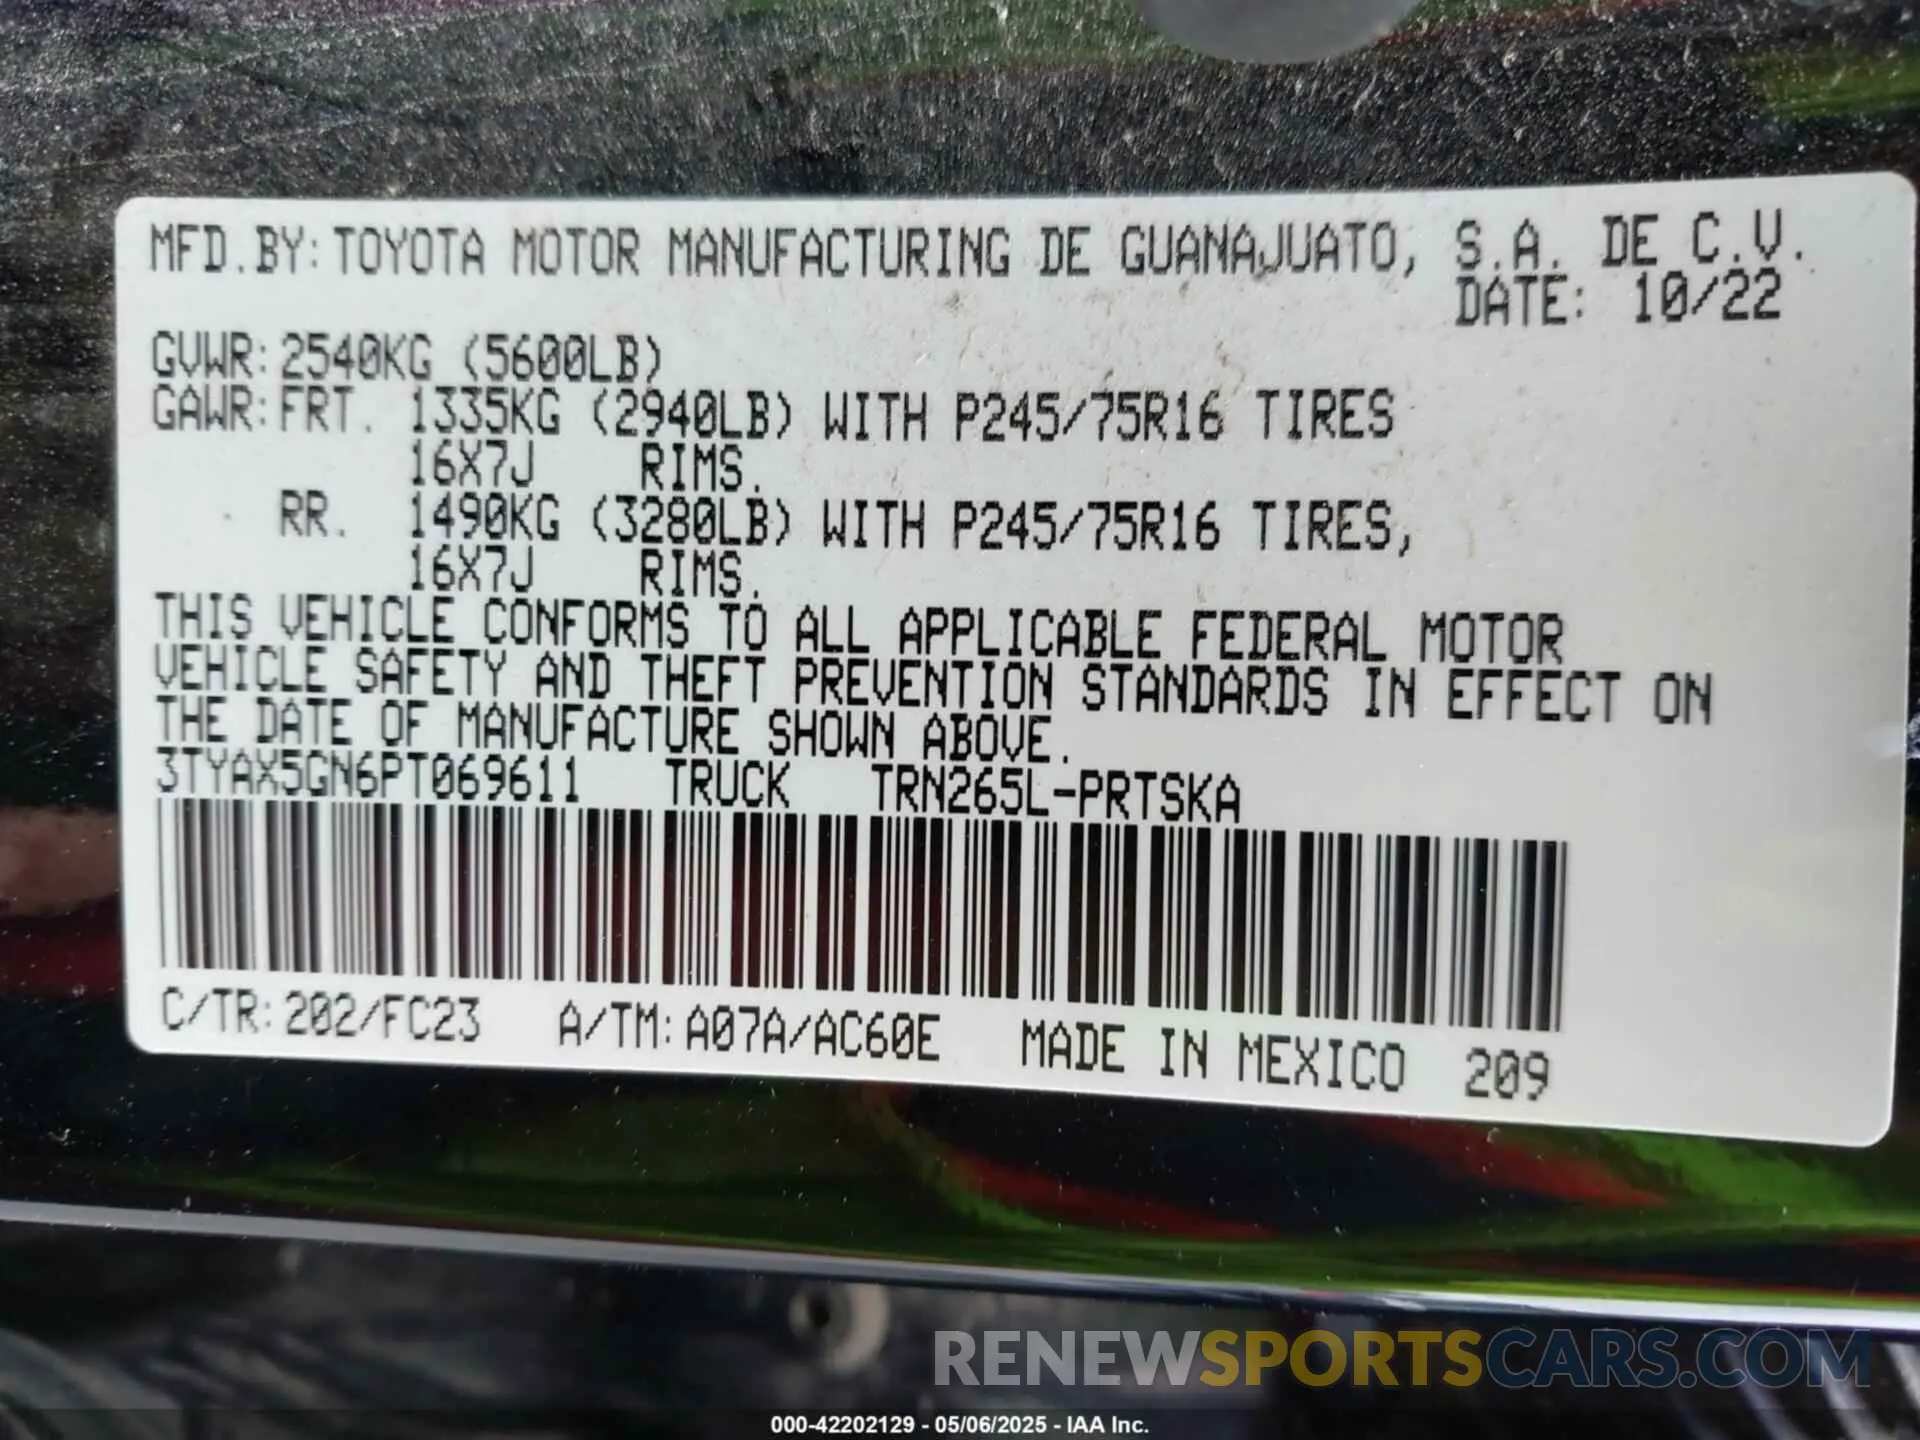 MFD.BY: TOYOTA MOTOR MANUFACTURING DE GUANAJUATO, S.A. DE C.V.
DATE: 10/22
GVWR: 2540KG (5600LB)
GAWR: FRT. 1335KG (2940LB) WITH P245/75R16 TIRES
16X7J RIMS.
RR. 1490KG (3280LB) WITH P245/75R16 TIRES,
16X7J RIMS.
THIS VEHICLE CONFORMS TO ALL APPLICABLE FEDERAL MOTOR
VEHICLE SAFETY AND THEFT PREVENTION STANDARDS IN EFFECT ON
THE DATE OF MANUFACTURE SHOWN ABOVE.
3TYAX5GN6PT069611 TRUCK TRN265L-PRTSKA
C/TR: 202/FC23 A/TM: A07A/AC60E MADE IN MEXICO 209
RENEWSPORTSCARS.COM
000-42202129 - 05/06/2025 - IAA Inc.